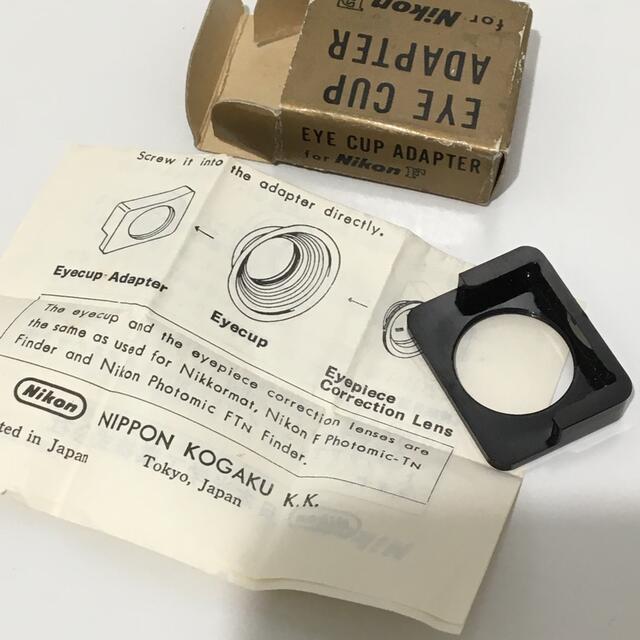 for Nikon F
EYE CUP
ADAPTER
EYE CUP ADAPTER
for Nikon F
Screw it into the adapter directly.
Eyecup Adapter
Eyecup
Eyepiece
Correction Lens
The eyecup and the eyepiece correction lenses are
the same as used for Nikkormat, Nikon F Photomic-TN
Finder and Nikon Photomic FTN Finder.
Nikon
NIPPON KOGAKU K.K.
Tokyo, Japan
ted in Japan